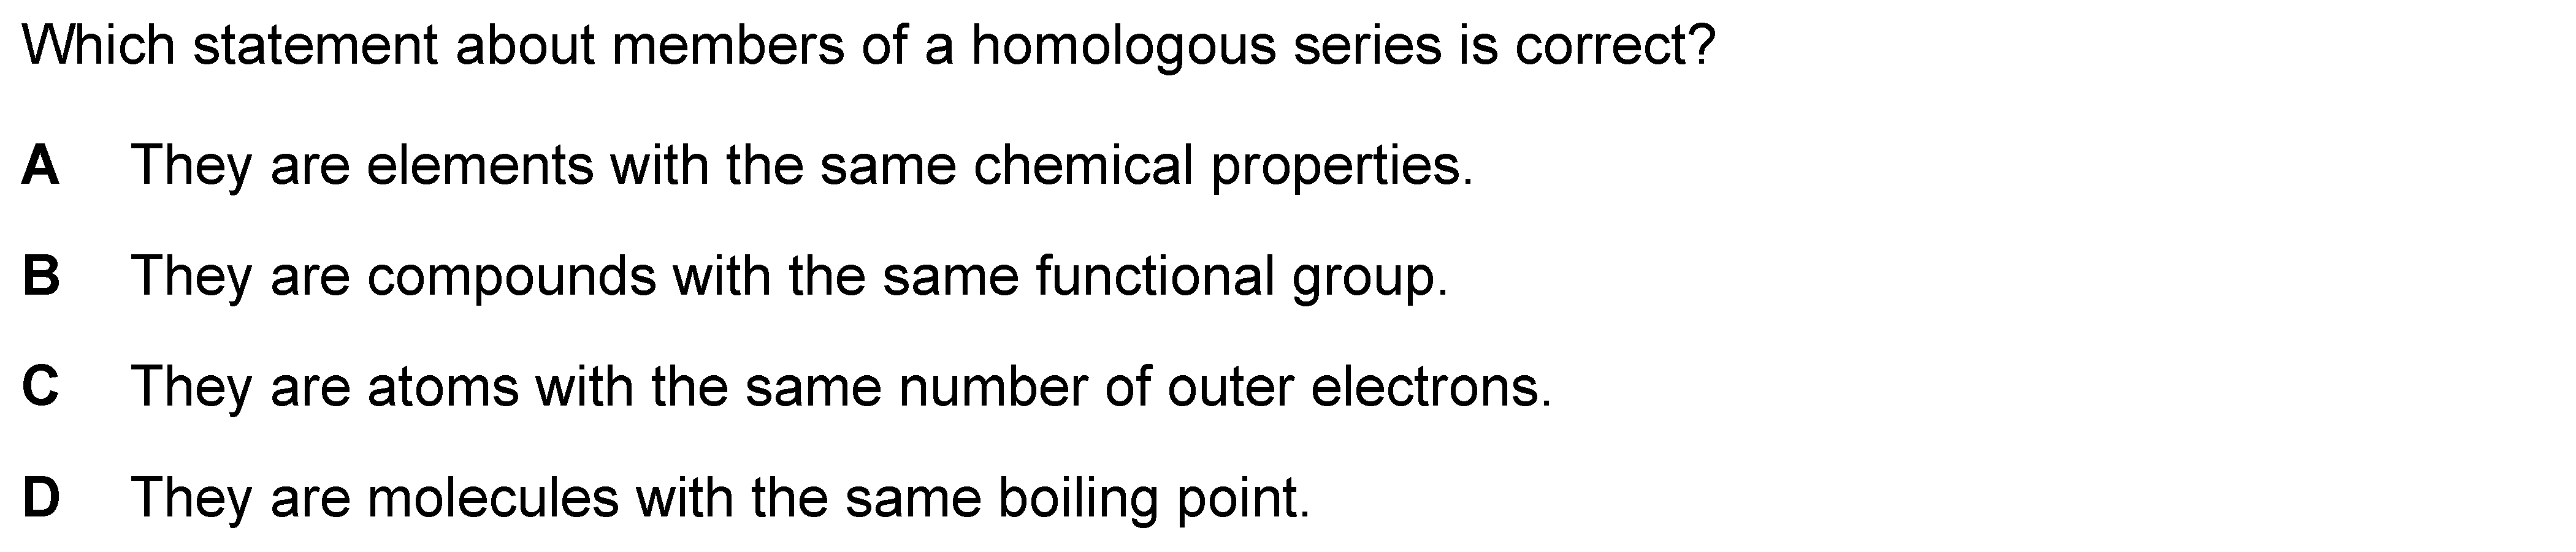 Which statement about members of a homologous series is correct?
A They are elements with the same chemical properties.
B They are compounds with the same functional group.
C They are atoms with the same number of outer electrons.
D They are molecules with the same boiling point.